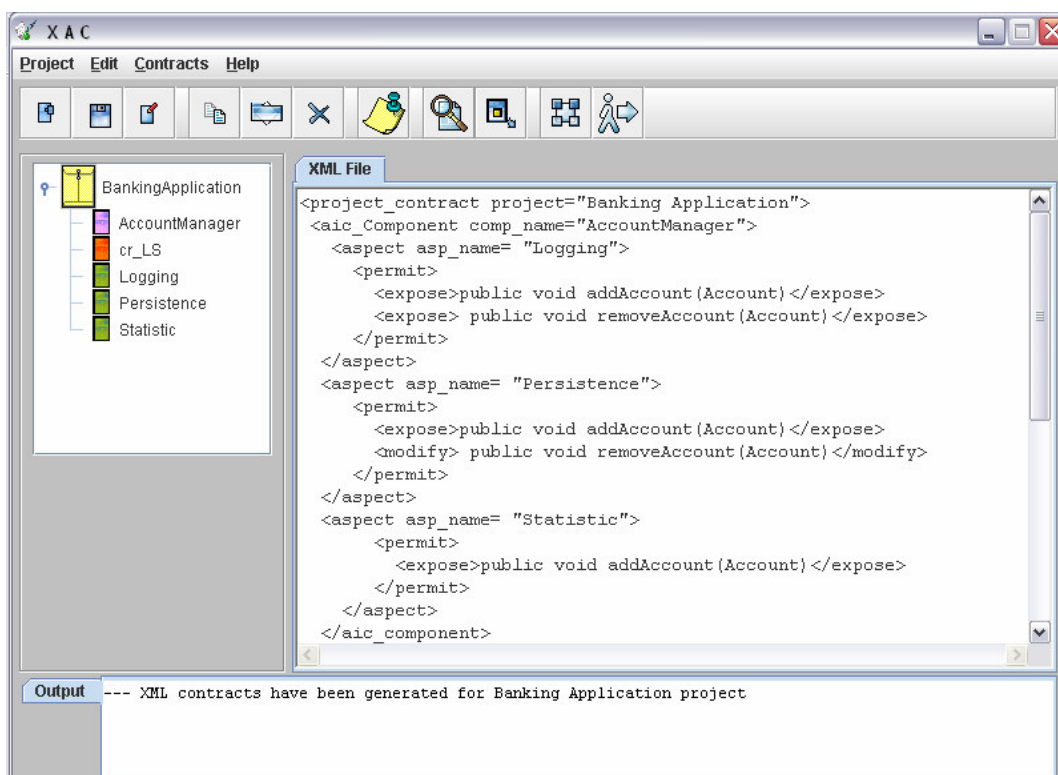 X A C
Project Edit Contracts Help
BankingApplication
AccountManager
cr_LS
Logging
Persistence
Statistic
XML File
<project_contract project="Banking Application">
<aic_Component comp_name="AccountManager">
<aspect asp_name= "Logging">
<permit>
<expose>public void addAccount(Account)</expose>
<expose> public void removeAccount(Account)</expose>
</permit>
</aspect>
<aspect asp_name= "Persistence">
<permit>
<expose>public void addAccount(Account)</expose>
<modify> public void removeAccount(Account)</modify>
</permit>
</aspect>
<aspect asp_name= "Statistic">
<permit>
<expose>public void addAccount(Account)</expose>
</permit>
</aspect>
</aic_component>
Output
--- XML contracts have been generated for Banking Application project